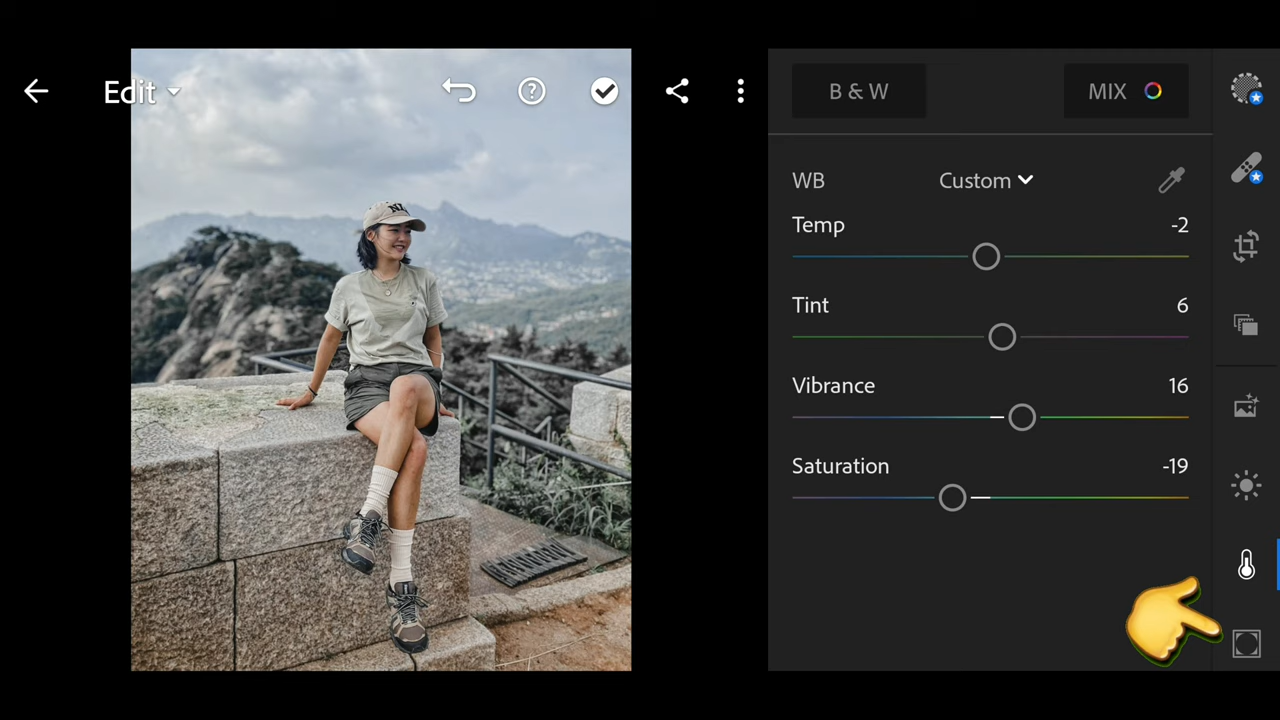 Edit
B & W
MIX
WB
Custom
Temp
-2
Tint
6
Vibrance
16
Saturation
-19